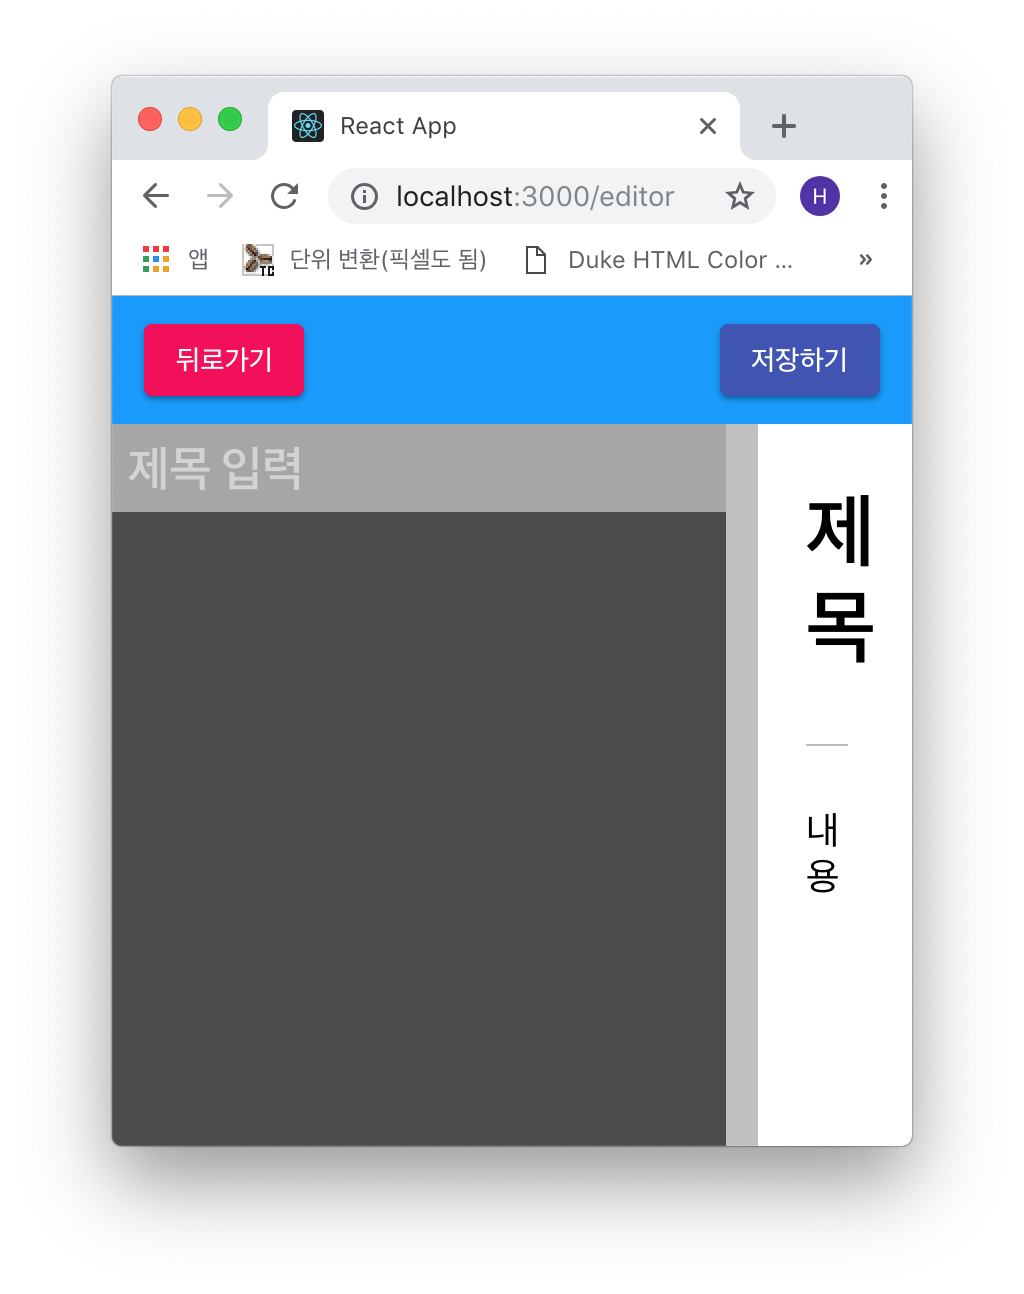 React App
localhost:3000/editor
H
앱
TC
단위 변환(픽셀도 됨)
Duke HTML Color ...
»
뒤로가기
저장하기
제목 입력
제
목
내
용